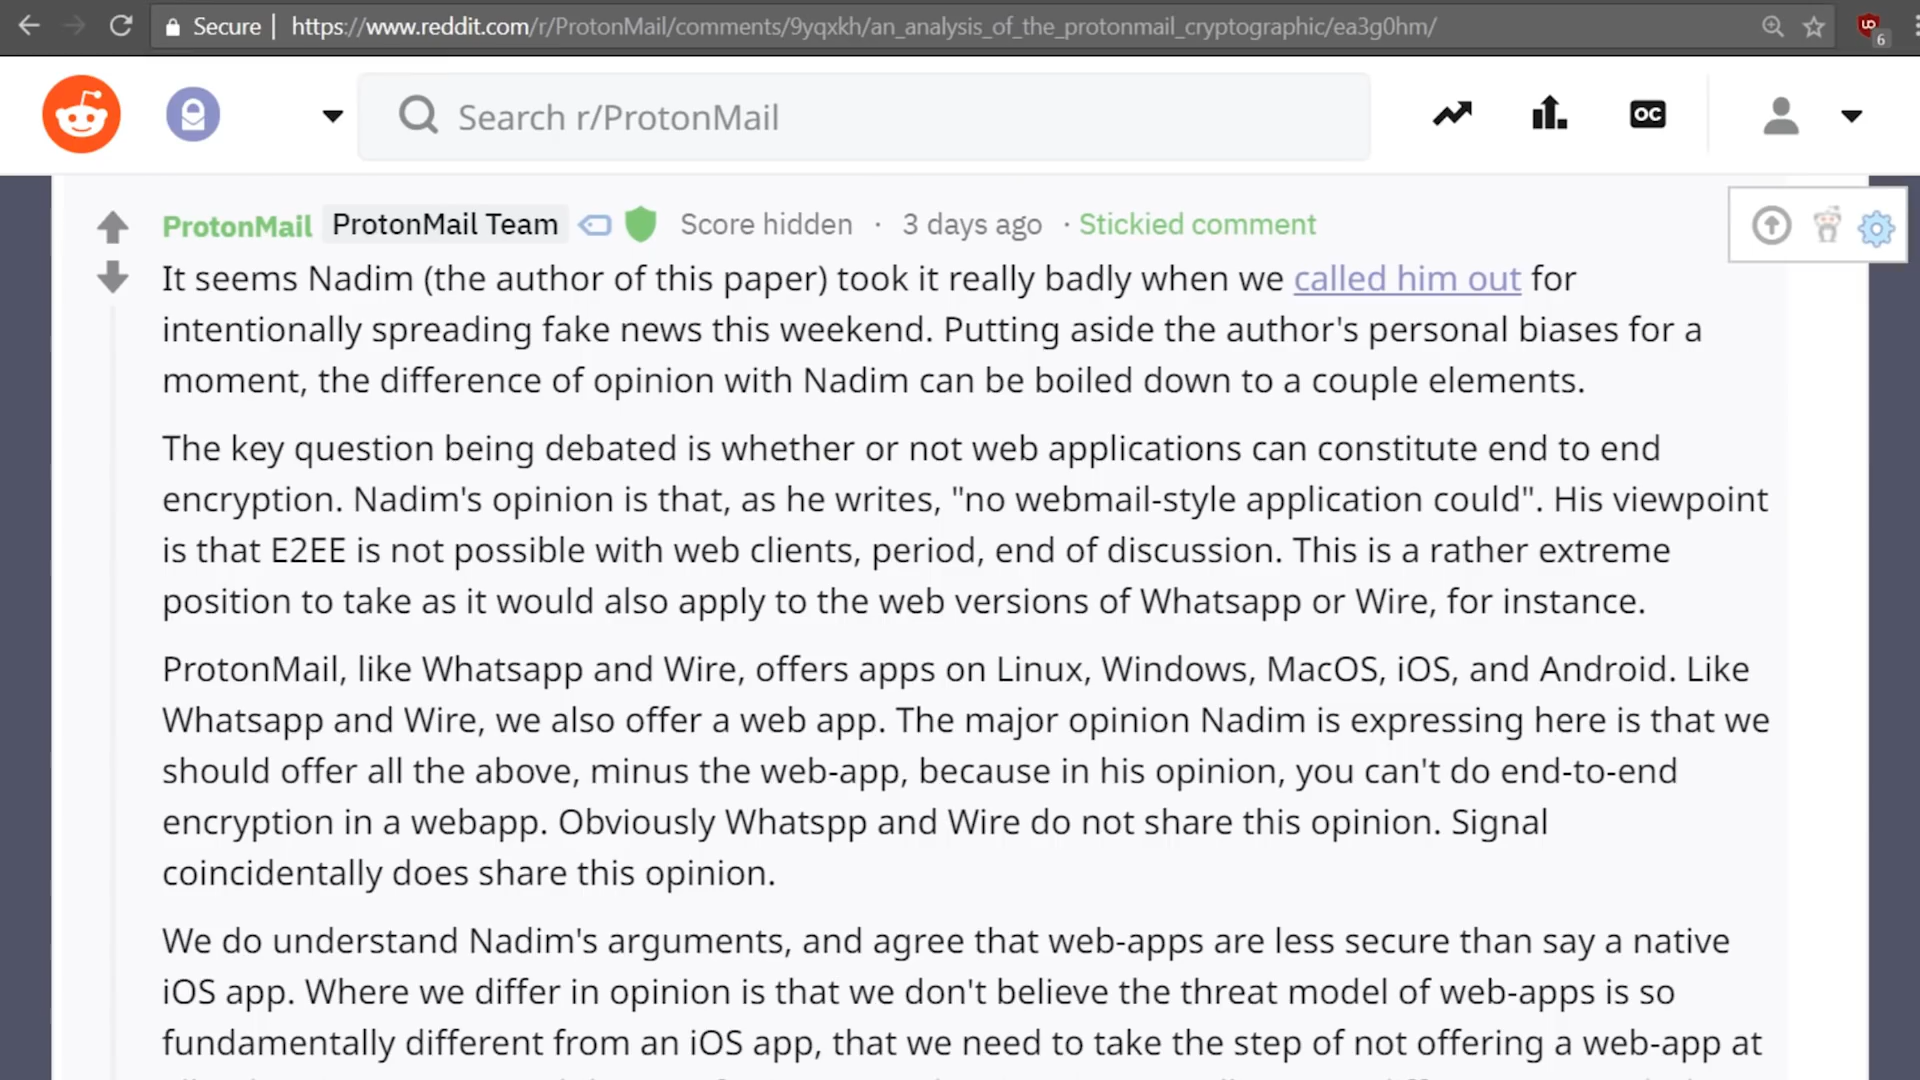 Secure
https://www.reddit.com/r/ProtonMail/comments/9yqxkh/an_analysis_of_the_protonmail_cryptographic/ea3g0hm/
UD
6
Search r/ProtonMail
OC
ProtonMail ProtonMail Team Score hidden · 3 days ago · Stickied comment
It seems Nadim (the author of this paper) took it really badly when we called him out for
intentionally spreading fake news this weekend. Putting aside the author's personal biases for a
moment, the difference of opinion with Nadim can be boiled down to a couple elements.
The key question being debated is whether or not web applications can constitute end to end
encryption. Nadim's opinion is that, as he writes, "no webmail-style application could". His viewpoint
is that E2EE is not possible with web clients, period, end of discussion. This is a rather extreme
position to take as it would also apply to the web versions of Whatsapp or Wire, for instance.
ProtonMail, like Whatsapp and Wire, offers apps on Linux, Windows, MacOS, iOS, and Android. Like
Whatsapp and Wire, we also offer a web app. The major opinion Nadim is expressing here is that we
should offer all the above, minus the web-app, because in his opinion, you can't do end-to-end
encryption in a webapp. Obviously Whatspp and Wire do not share this opinion. Signal
coincidentally does share this opinion.
We do understand Nadim's arguments, and agree that web-apps are less secure than say a native
iOS app. Where we differ in opinion is that we don't believe the threat model of web-apps is so
fundamentally different from an iOS app, that we need to take the step of not offering a web-app at